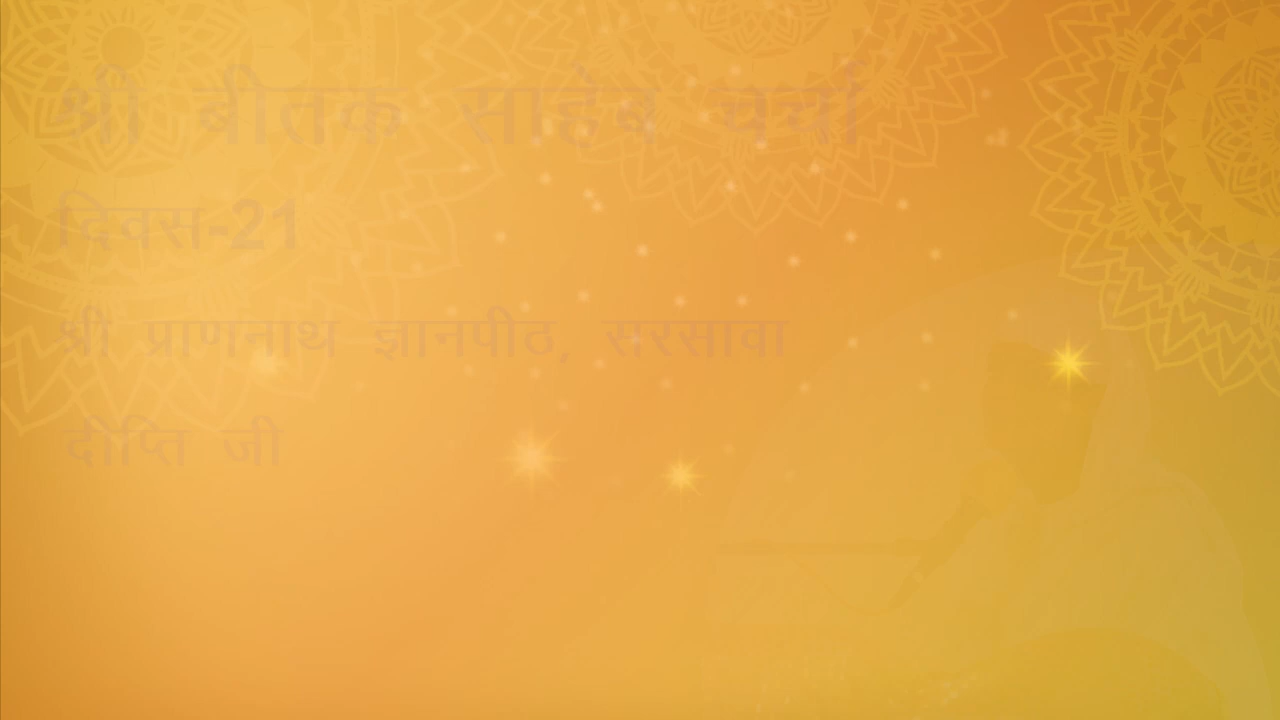 श्री बीतक साहेब चर्चा
दिवस-21
श्री प्राणनाथ ज्ञानपीठ, सरसावा
दीप्ति जी